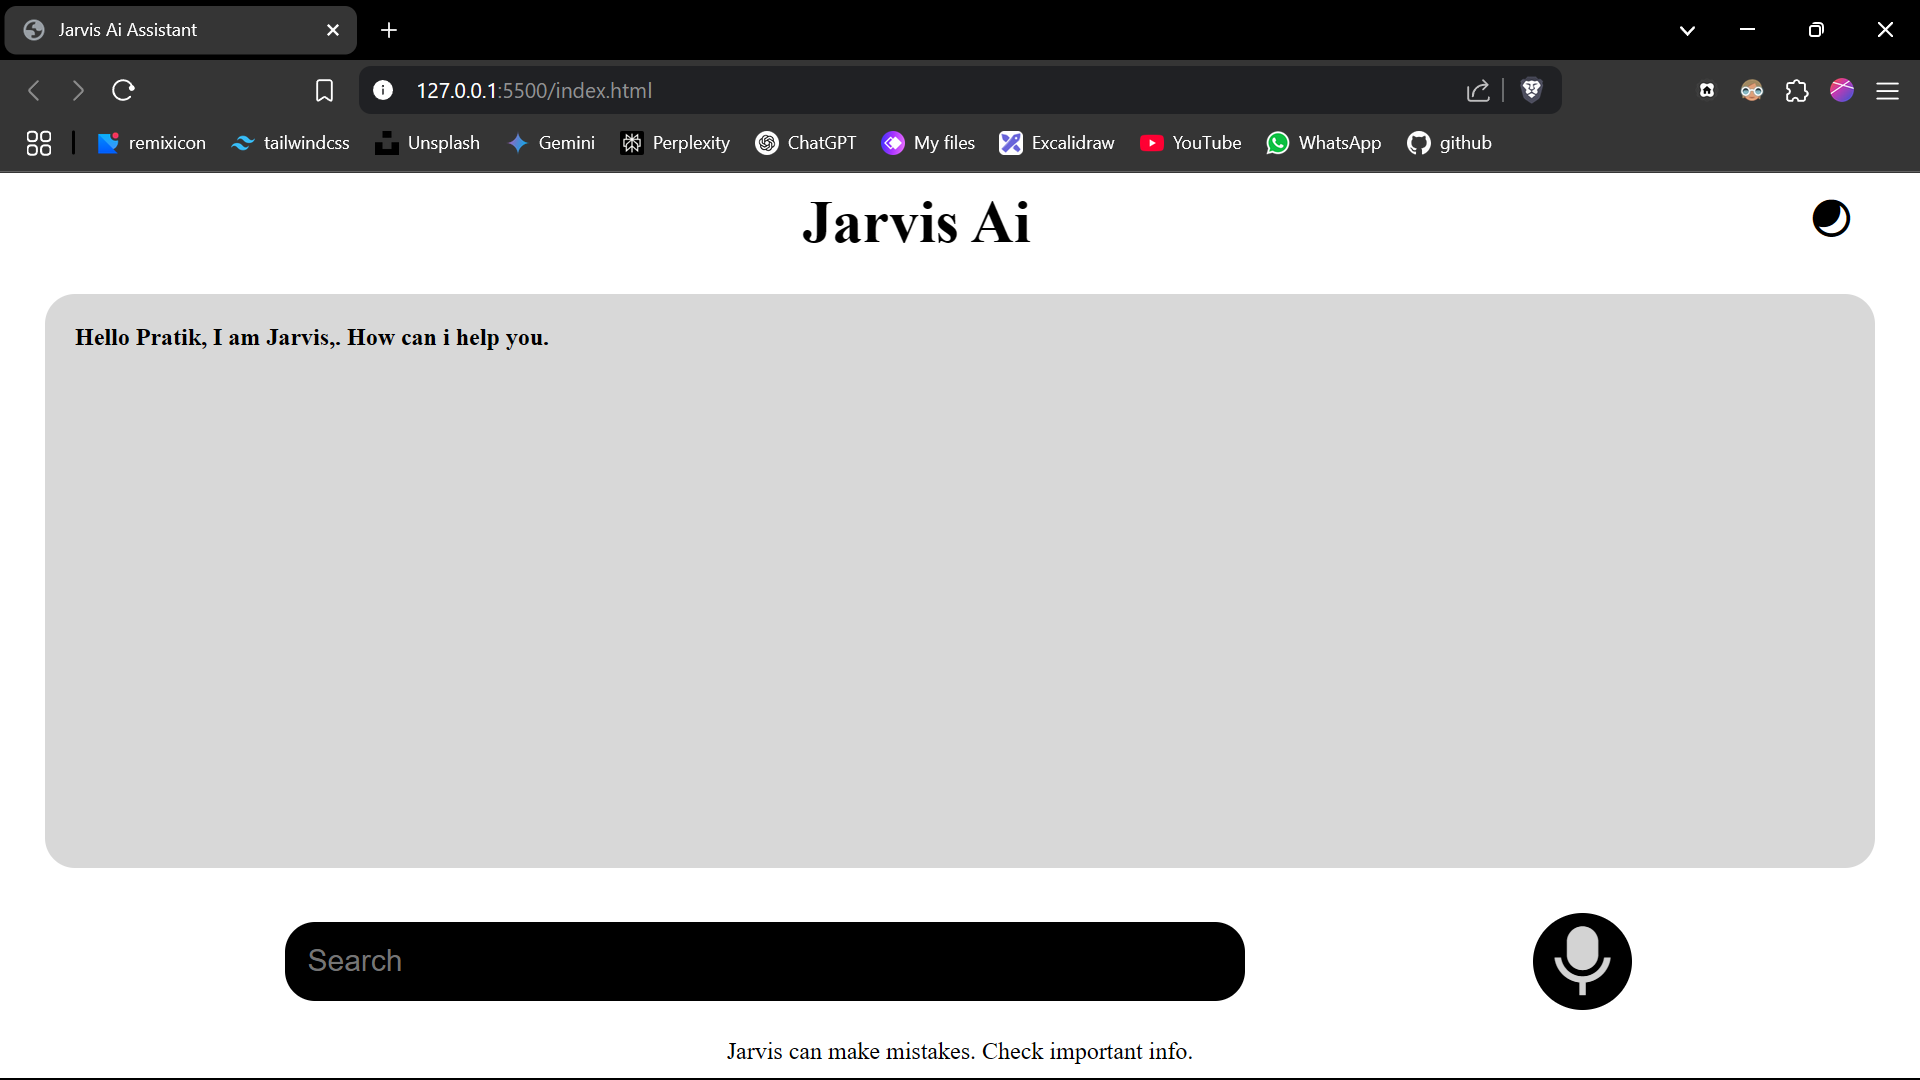 Jarvis Ai Assistant
127.0.0.1:5500/index.html
remixicon tailwindcss Unsplash Gemini Perplexity ChatGPT My files Excalidraw YouTube WhatsApp github
Jarvis Ai
Hello Pratik, I am Jarvis,. How can i help you.
Search
Jarvis can make mistakes. Check important info.